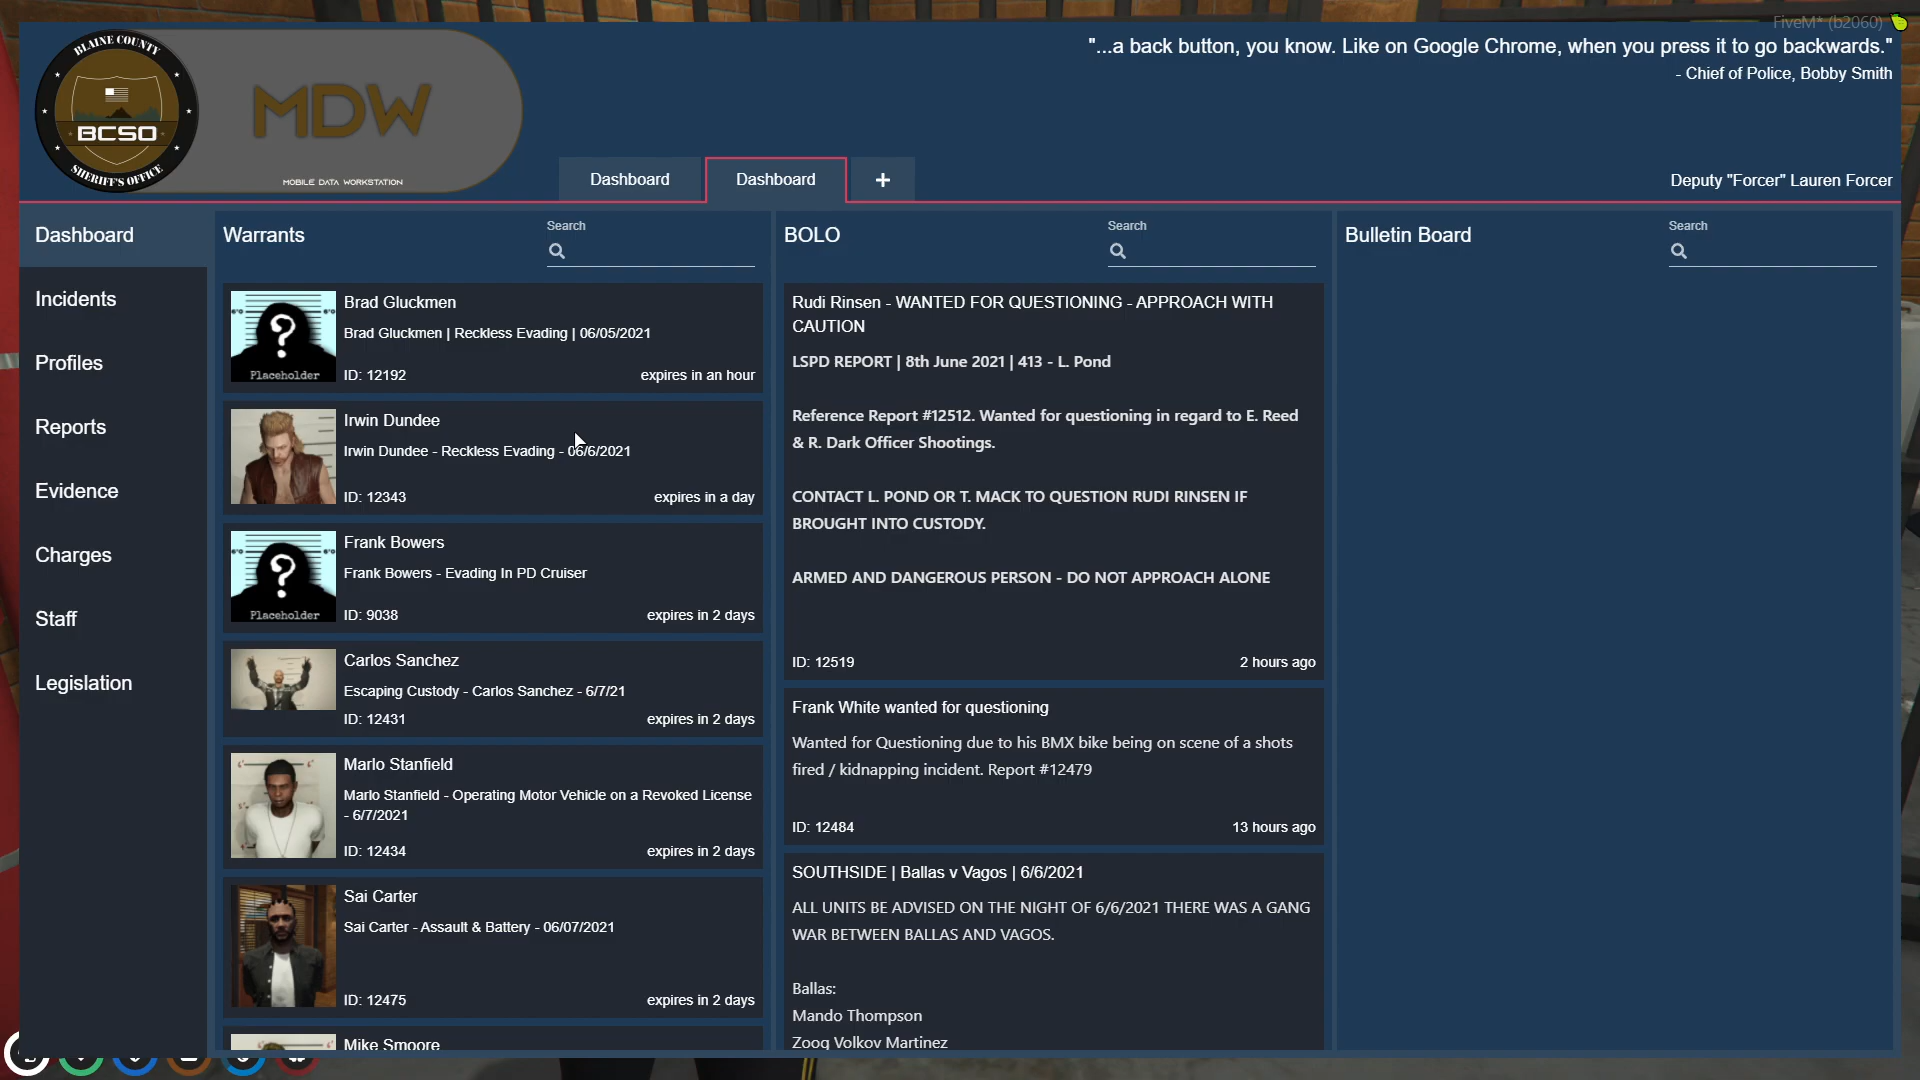 FiveM* (b2060)
BLAINE COUNTY
BCSO
SHERIFF'S OFFICE
MDW
MOBILE DATA WORKSTATION
"...a back button, you know. Like on Google Chrome, when you press it to go backwards."
- Chief of Police, Bobby Smith
Dashboard
Dashboard
+
Deputy "Forcer" Lauren Forcer
Dashboard
Incidents
Profiles
Reports
Evidence
Charges
Staff
Legislation
Warrants
Search
Brad Gluckmen
Brad Gluckmen | Reckless Evading | 06/05/2021
Placeholder
ID: 12192
expires in an hour
Irwin Dundee
Irwin Dundee - Reckless Evading - 06/6/2021
ID: 12343
expires in a day
Frank Bowers
Frank Bowers - Evading In PD Cruiser
Placeholder
ID: 9038
expires in 2 days
Carlos Sanchez
Escaping Custody - Carlos Sanchez - 6/7/21
ID: 12431
expires in 2 days
Marlo Stanfield
Marlo Stanfield - Operating Motor Vehicle on a Revoked License
- 6/7/2021
ID: 12434
expires in 2 days
Sai Carter
Sai Carter - Assault & Battery - 06/07/2021
ID: 12475
expires in 2 days
Mike Smoore
BOLO
Search
Rudi Rinsen - WANTED FOR QUESTIONING - APPROACH WITH
CAUTION
LSPD REPORT | 8th June 2021 | 413 - L. Pond
Reference Report #12512. Wanted for questioning in regard to E. Reed
& R. Dark Officer Shootings.
CONTACT L. POND OR T. MACK TO QUESTION RUDI RINSEN IF
BROUGHT INTO CUSTODY.
ARMED AND DANGEROUS PERSON - DO NOT APPROACH ALONE
ID: 12519
2 hours ago
Frank White wanted for questioning
Wanted for Questioning due to his BMX bike being on scene of a shots
fired / kidnapping incident. Report #12479
ID: 12484
13 hours ago
SOUTHSIDE | Ballas v Vagos | 6/6/2021
ALL UNITS BE ADVISED ON THE NIGHT OF 6/6/2021 THERE WAS A GANG
WAR BETWEEN BALLAS AND VAGOS.
Ballas:
Mando Thompson
Zoog Volkov Martinez
Bulletin Board
Search